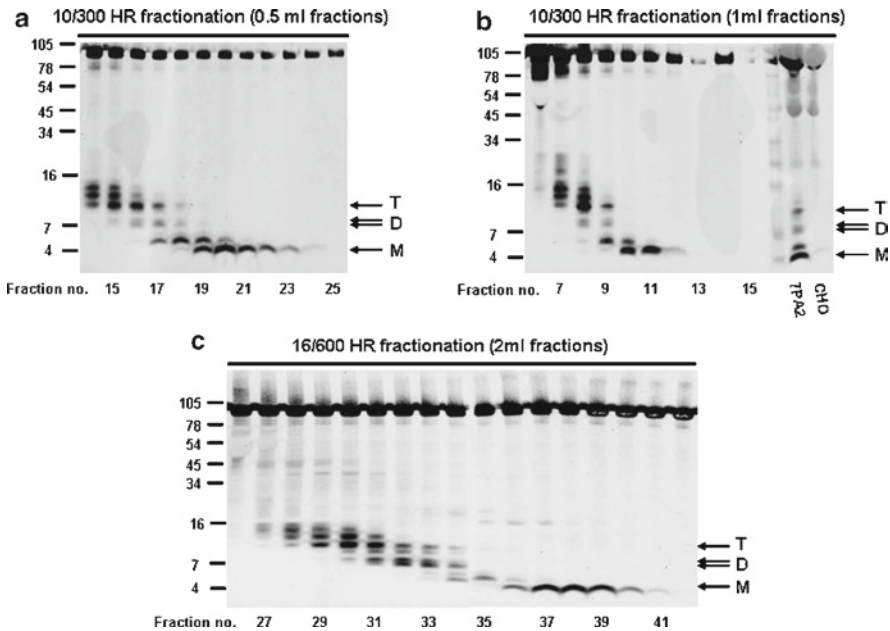 a
10/300 HR fractionation (0.5 ml fractions)
105
78
54
45
34
16
7
4
T
D
M
Fraction no. 15 17 19 21 23 25
b
10/300 HR fractionation (1ml fractions)
105
78
54
45
34
16
7
4
T
D
M
Fraction no. 7 9 11 13 15 7PA2 CHO
c
16/600 HR fractionation (2ml fractions)
105
78
54
45
34
16
7
4
T
D
M
Fraction no. 27 29 31 33 35 37 39 41